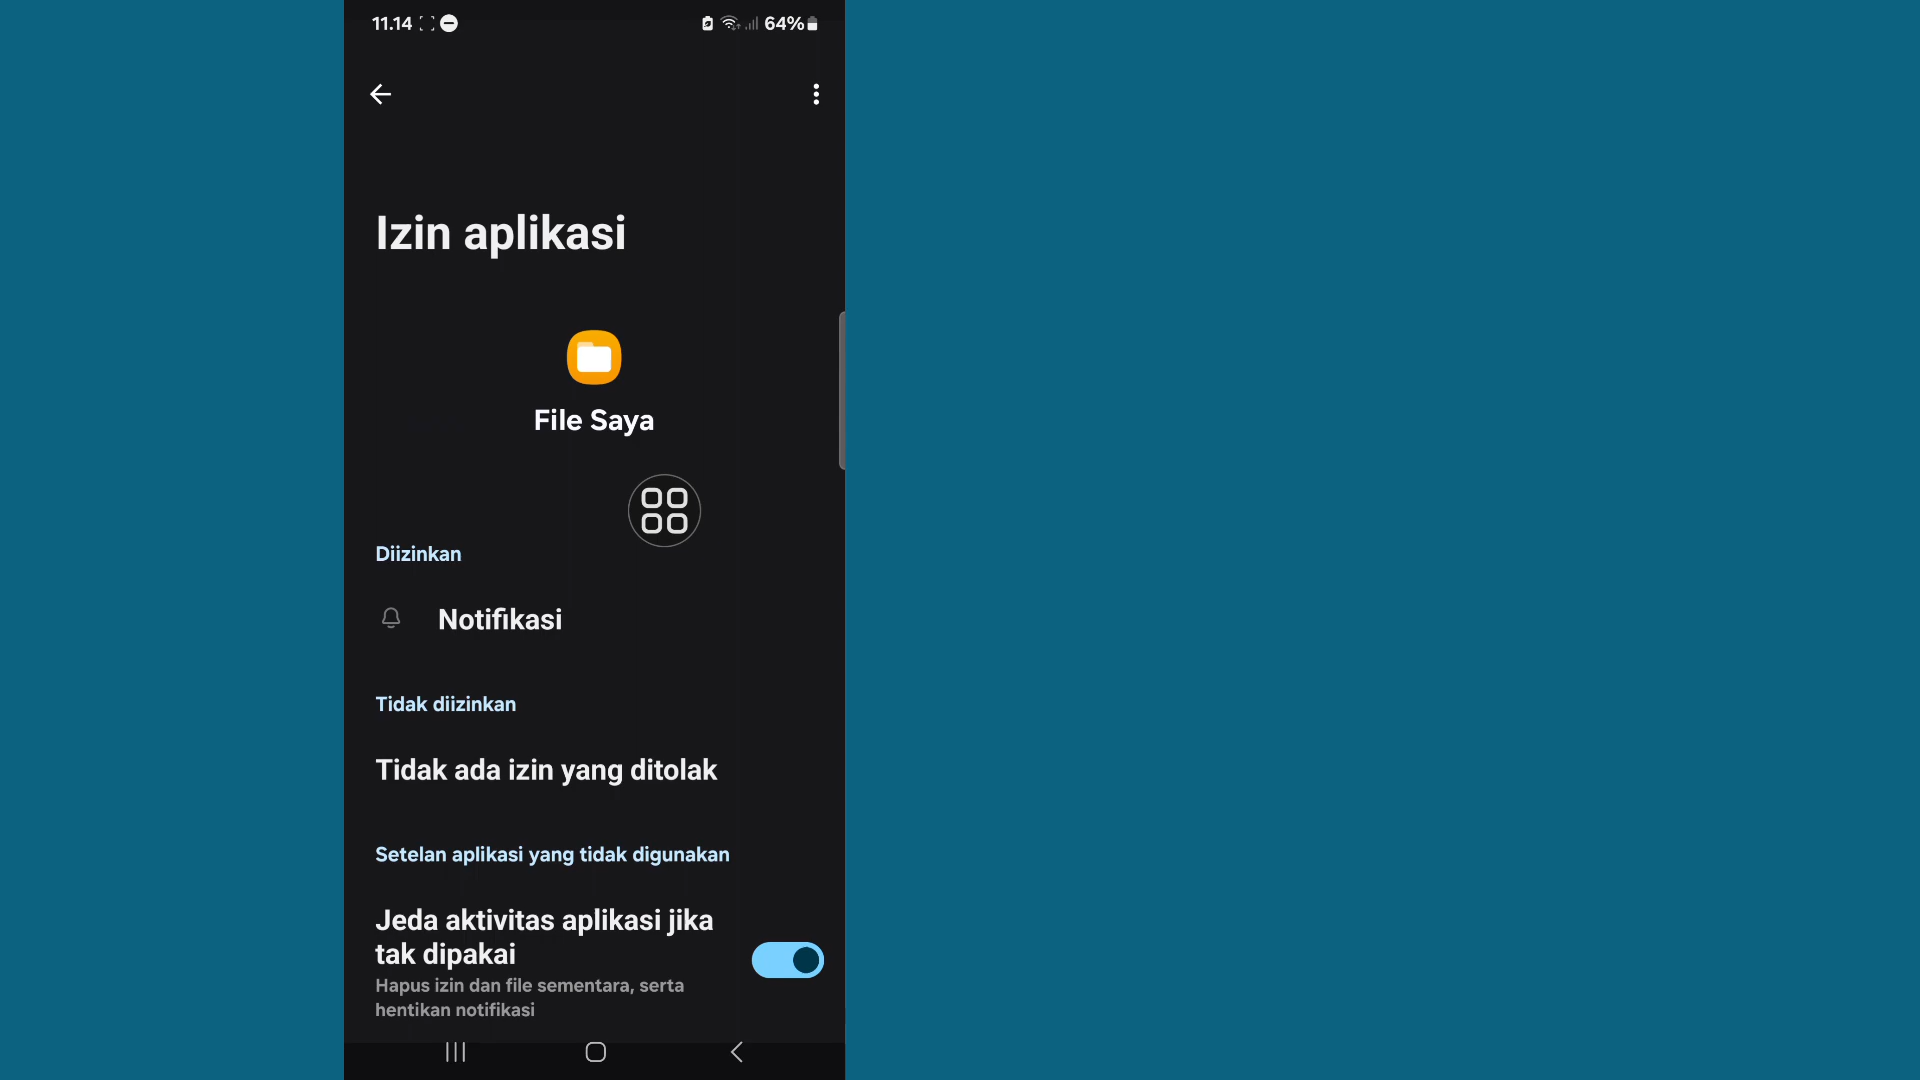 11.14
64%
Izin aplikasi
File Saya
Diizinkan
Notifikasi
Tidak diizinkan
Tidak ada izin yang ditolak
Setelan aplikasi yang tidak digunakan
Jeda aktivitas aplikasi jika
tak dipakai
Hapus izin dan file sementara, serta
hentikan notifikasi